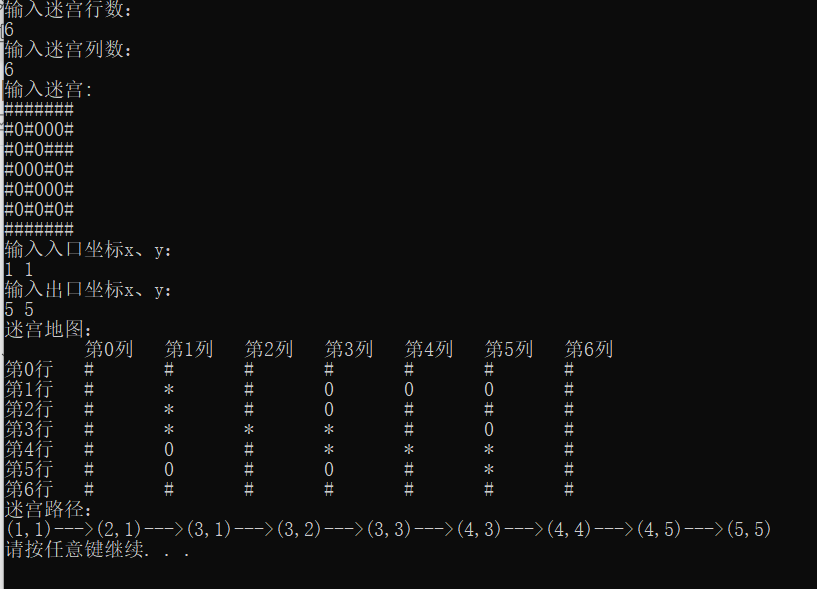 输入迷宫行数：
6
输入迷宫列数：
6
输入迷宫:
#######
#0#000#
#0#0###
#000#0#
#0#000#
#0#0#0#
#######
输入入口坐标x、y：
1 1
输入出口坐标x、y：
5 5
迷宫地图：
第0列 第1列 第2列 第3列 第4列 第5列 第6列
第0行 # # # # # # #
第1行 # * # 0 0 0 #
第2行 # * # 0 # # #
第3行 # * * * # 0 #
第4行 # 0 # * * * #
第5行 # 0 # 0 # * #
第6行 # # # # # # #
迷宫路径：
(1,1)--->(2,1)--->(3,1)--->(3,2)--->(3,3)--->(4,3)--->(4,4)--->(4,5)--->(5,5)
请按任意键继续. . .